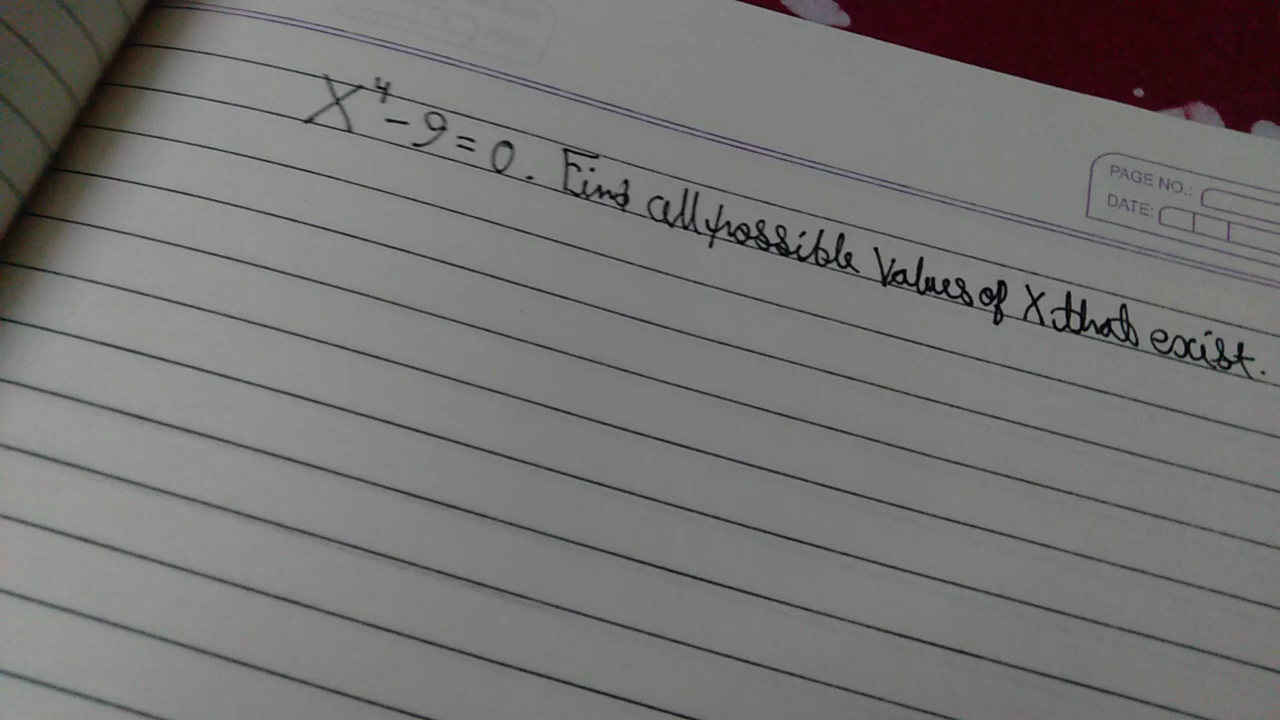 X⁴-9=0. Find all possible Values of X that exist.
PAGE NO.:
DATE: